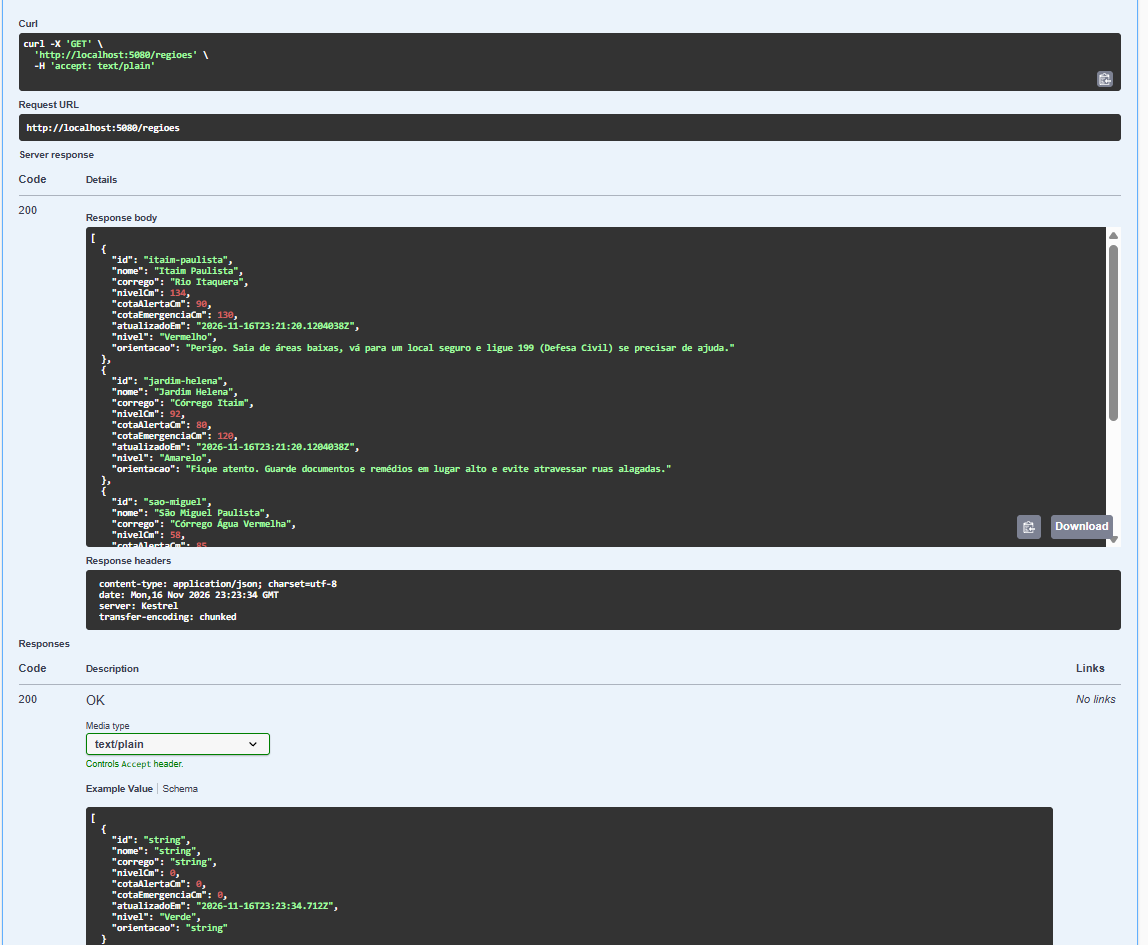 Curl
curl -X 'GET' \
  'http://localhost:5080/regioes' \
  -H 'accept: text/plain'
Request URL
http://localhost:5080/regioes
Server response
Code Details
200
Response body
[
  {
    "id": "itaim-paulista",
    "nome": "Itaim Paulista",
    "corrego": "Rio Itaquera",
    "nivelCm": 134,
    "cotaAlertaCm": 90,
    "cotaEmergenciaCm": 130,
    "atualizadoEm": "2026-11-16T23:21:20.1204038Z",
    "nivel": "Vermelho",
    "orientacao": "Perigo. Saia de áreas baixas, vá para um local seguro e ligue 199 (Defesa Civil) se precisar de ajuda."
  },
  {
    "id": "jardim-helena",
    "nome": "Jardim Helena",
    "corrego": "Córrego Itaim",
    "nivelCm": 92,
    "cotaAlertaCm": 80,
    "cotaEmergenciaCm": 120,
    "atualizadoEm": "2026-11-16T23:21:20.1204038Z",
    "nivel": "Amarelo",
    "orientacao": "Fique atento. Guarde documentos e remédios em lugar alto e evite atravessar ruas alagadas."
  },
  {
    "id": "sao-miguel",
    "nome": "São Miguel Paulista",
    "corrego": "Córrego Água Vermelha",
    "nivelCm": 58,
    "cotaAlertaCm": 85,
Download
Response headers
content-type: application/json; charset=utf-8
date: Mon,16 Nov 2026 23:23:34 GMT
server: Kestrel
transfer-encoding: chunked
Responses
Code Description Links
200 OK No links
Media type
text/plain
Controls Accept header.
Example Value | Schema
[
  {
    "id": "string",
    "nome": "string",
    "corrego": "string",
    "nivelCm": 0,
    "cotaAlertaCm": 0,
    "cotaEmergenciaCm": 0,
    "atualizadoEm": "2026-11-16T23:23:34.712Z",
    "nivel": "Verde",
    "orientacao": "string"
  }